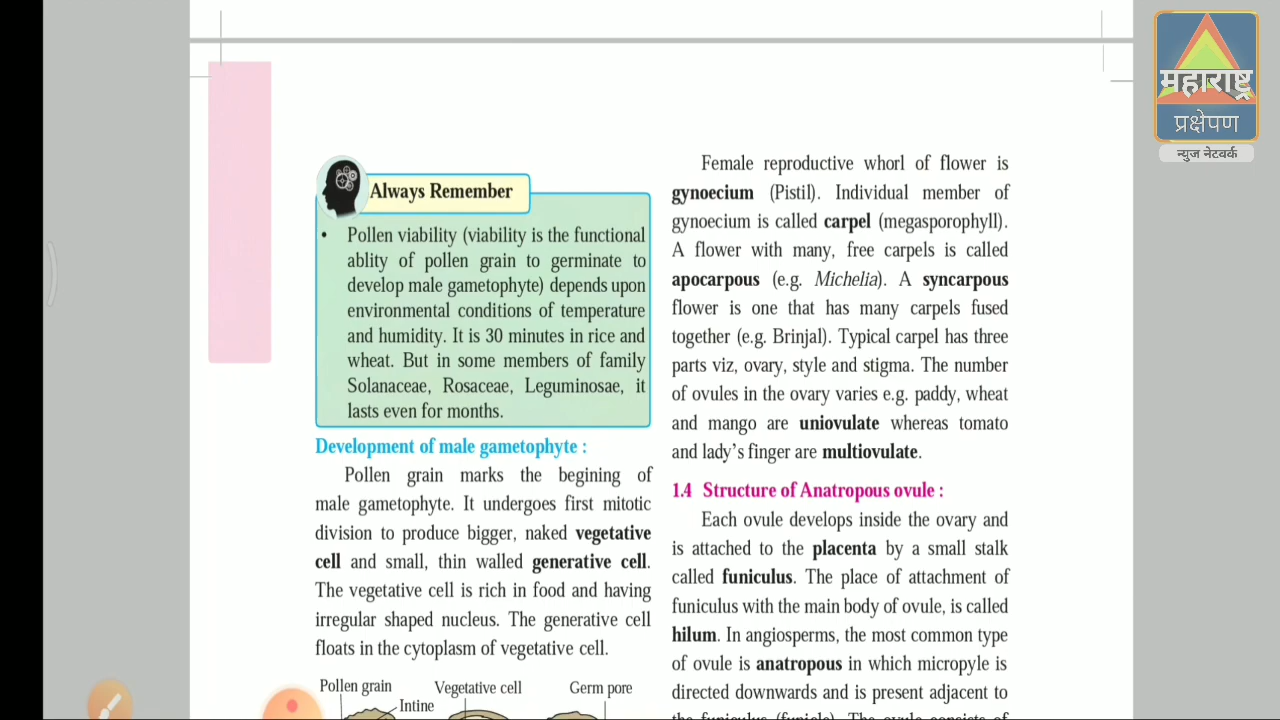 महाराष्ट्र
प्रक्षेपण
न्युज नेटवर्क
Always Remember
• Pollen viability (viability is the functional
ablity of pollen grain to germinate to
develop male gametophyte) depends upon
environmental conditions of temperature
and humidity. It is 30 minutes in rice and
wheat. But in some members of family
Solanaceae, Rosaceae, Leguminosae, it
lasts even for months.
Development of male gametophyte :
Pollen grain marks the begining of
male gametophyte. It undergoes first mitotic
division to produce bigger, naked vegetative
cell and small, thin walled generative cell.
The vegetative cell is rich in food and having
irregular shaped nucleus. The generative cell
floats in the cytoplasm of vegetative cell.
Pollen grain
Vegetative cell
Germ pore
Intine
Female reproductive whorl of flower is
gynoecium (Pistil). Individual member of
gynoecium is called carpel (megasporophyll).
A flower with many, free carpels is called
apocarpous (e.g. Michelia). A syncarpous
flower is one that has many carpels fused
together (e.g. Brinjal). Typical carpel has three
parts viz, ovary, style and stigma. The number
of ovules in the ovary varies e.g. paddy, wheat
and mango are uniovulate whereas tomato
and lady's finger are multiovulate.
1.4 Structure of Anatropous ovule :
Each ovule develops inside the ovary and
is attached to the placenta by a small stalk
called funiculus. The place of attachment of
funiculus with the main body of ovule, is called
hilum. In angiosperms, the most common type
of ovule is anatropous in which micropyle is
directed downwards and is present adjacent to
the funiculus (funicle). The ovule consists of